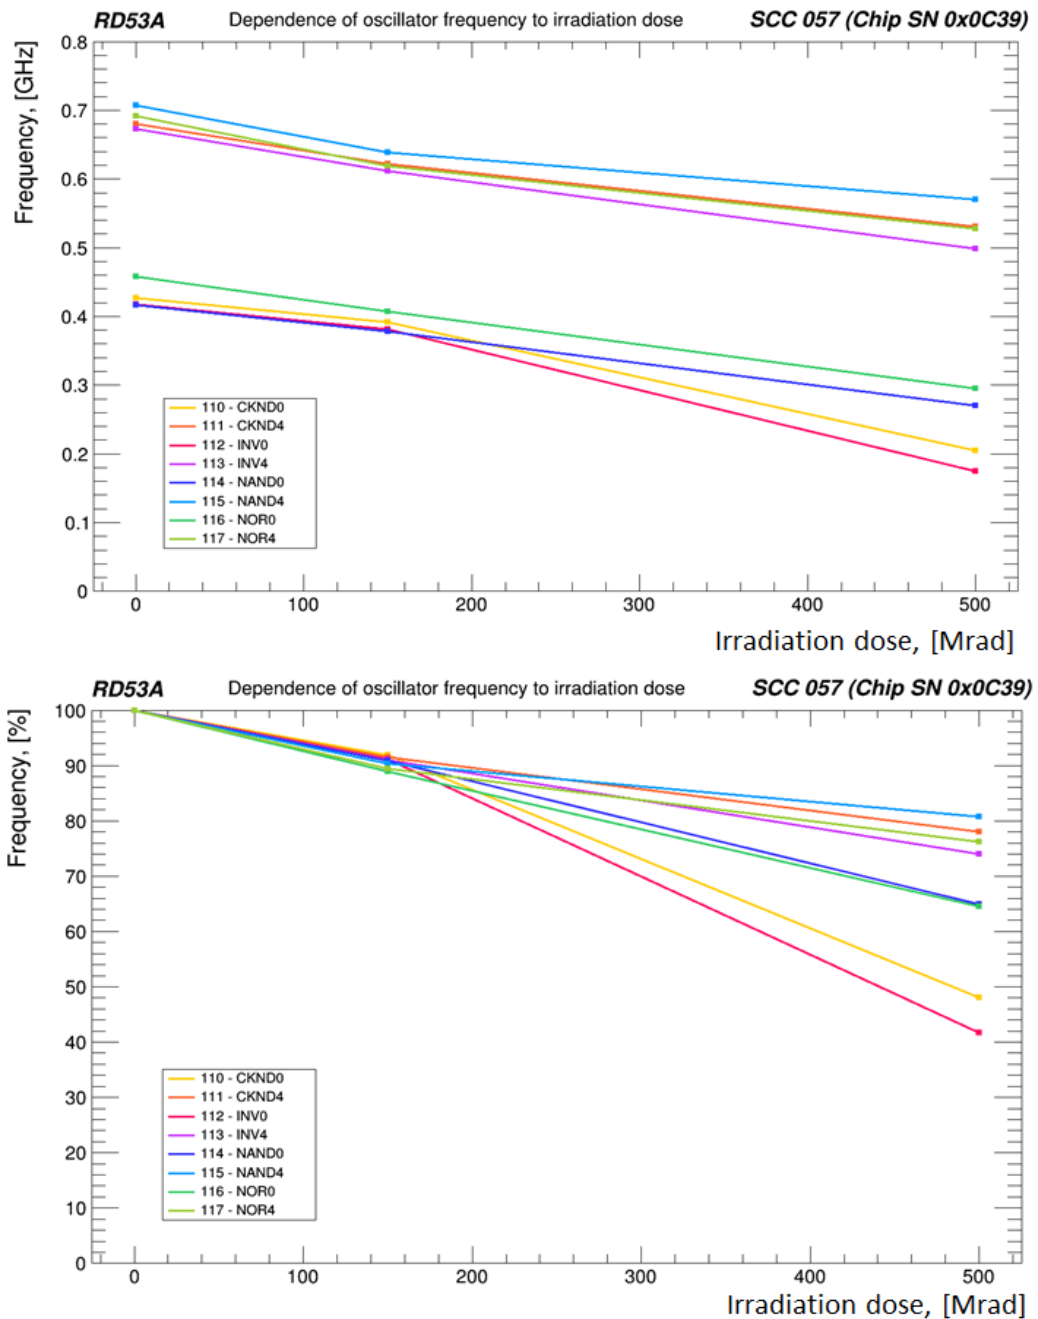 RD53A Dependence of oscillator frequency to irradiation dose SCC 057 (Chip SN 0x0C39)
Frequency, [GHz]
0.8
0.7
0.6
0.5
0.4
0.3
0.2
0.1
0
110 - CKND0
111 - CKND4
112 - INV0
113 - INV4
114 - NAND0
115 - NAND4
116 - NOR0
117 - NOR4
0 100 200 300 400 500
Irradiation dose, [Mrad]
RD53A Dependence of oscillator frequency to irradiation dose SCC 057 (Chip SN 0x0C39)
Frequency, [%]
100
90
80
70
60
50
40
30
20
10
0
110 - CKND0
111 - CKND4
112 - INV0
113 - INV4
114 - NAND0
115 - NAND4
116 - NOR0
117 - NOR4
0 100 200 300 400 500
Irradiation dose, [Mrad]